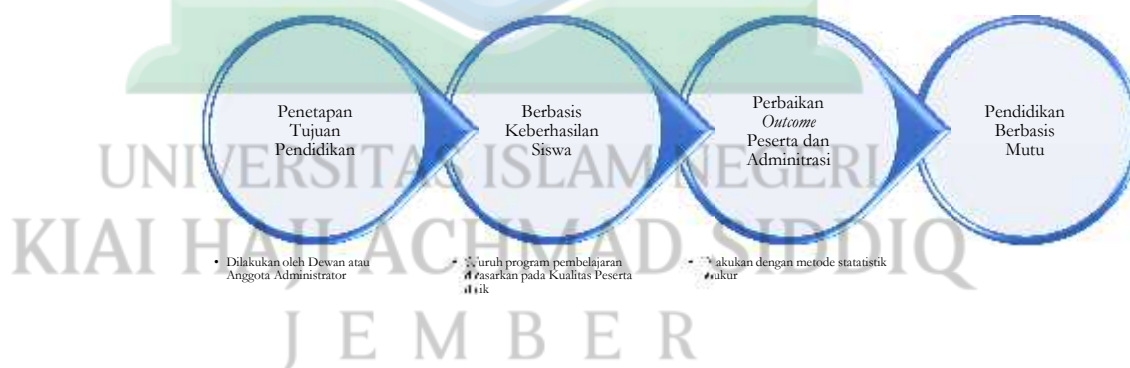 Penetapan
Tujuan
Pendidikan
Berbasis
Keberhasilan
Siswa
Perbaikan
Outcome
Peserta dan
Adminitrasi
Pendidikan
Berbasis
Mutu
• Dilakukan oleh Dewan atau
Anggota Administrator
• program pembelajaran
pada Kualitas Peserta
• dengan metode statatistik
UNIVERSITAS ISLAM NEGERI
KIAI HAJI ACHMAD SIDDIQ
JEMBER